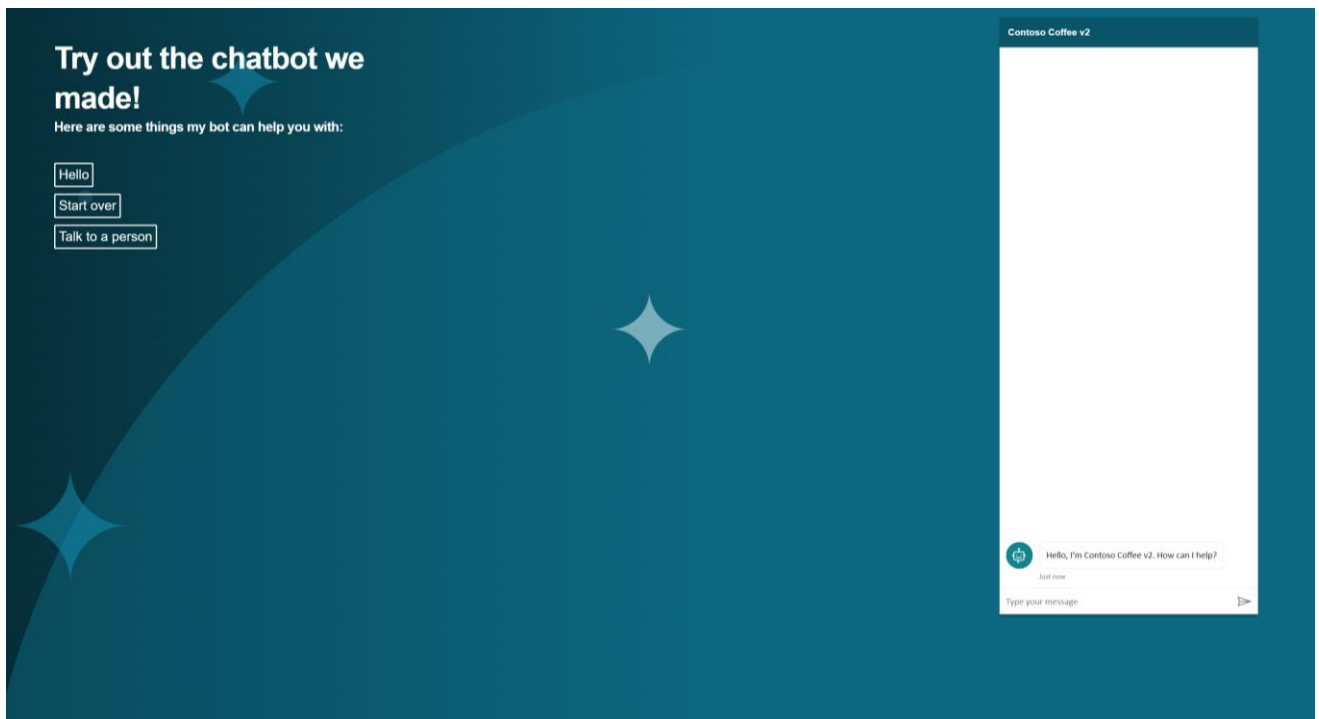 Try out the chatbot we
made!
Here are some things my bot can help you with:
Hello
Start over
Talk to a person
Contoso Coffee v2
Hello, I'm Contoso Coffee v2. How can I help?
Just now
Type your message